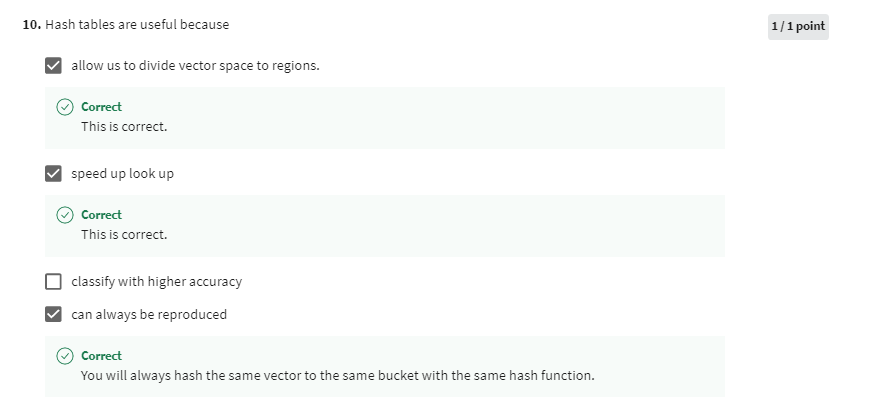 10. Hash tables are useful because
1 / 1 point
allow us to divide vector space to regions.
Correct
This is correct.
speed up look up
Correct
This is correct.
classify with higher accuracy
can always be reproduced
Correct
You will always hash the same vector to the same bucket with the same hash function.